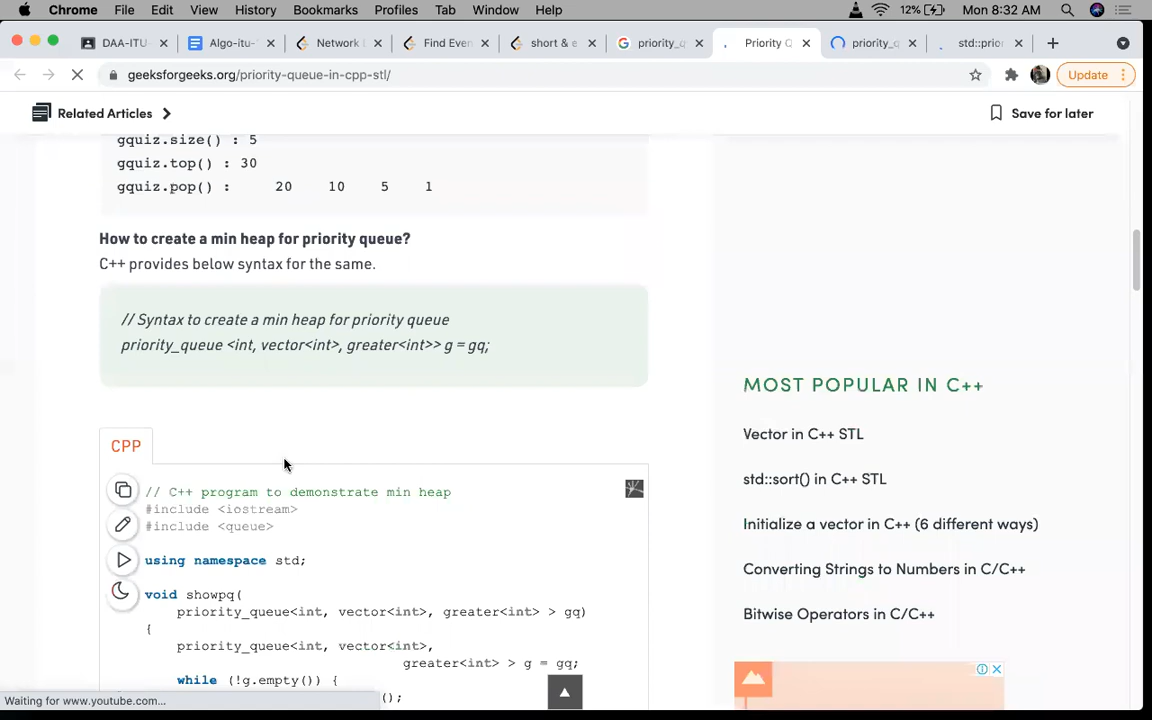 Chrome File Edit View History Bookmarks Profiles Tab Window Help 12% Mon 8:32 AM
DAA-ITU Algo-itu- Network Find Even short & e priority_q Priority Q priority_q std::prior
geeksforgeeks.org/priority-queue-in-cpp-stl/ Update
Related Articles Save for later
gquiz.size() : 5
gquiz.top() : 30
gquiz.pop() : 20 10 5 1
How to create a min heap for priority queue?
C++ provides below syntax for the same.
// Syntax to create a min heap for priority queue
priority_queue <int, vector<int>, greater<int>> g = gq;
MOST POPULAR IN C++
Vector in C++ STL
std::sort() in C++ STL
Initialize a vector in C++ (6 different ways)
Converting Strings to Numbers in C/C++
Bitwise Operators in C/C++
CPP
// C++ program to demonstrate min heap
#include <iostream>
#include <queue>
using namespace std;
void showpq(
priority_queue<int, vector<int>, greater<int> > gq)
{
priority_queue<int, vector<int>,
greater<int> > g = gq;
while (!g.empty()) {
();
Waiting for www.youtube.com...